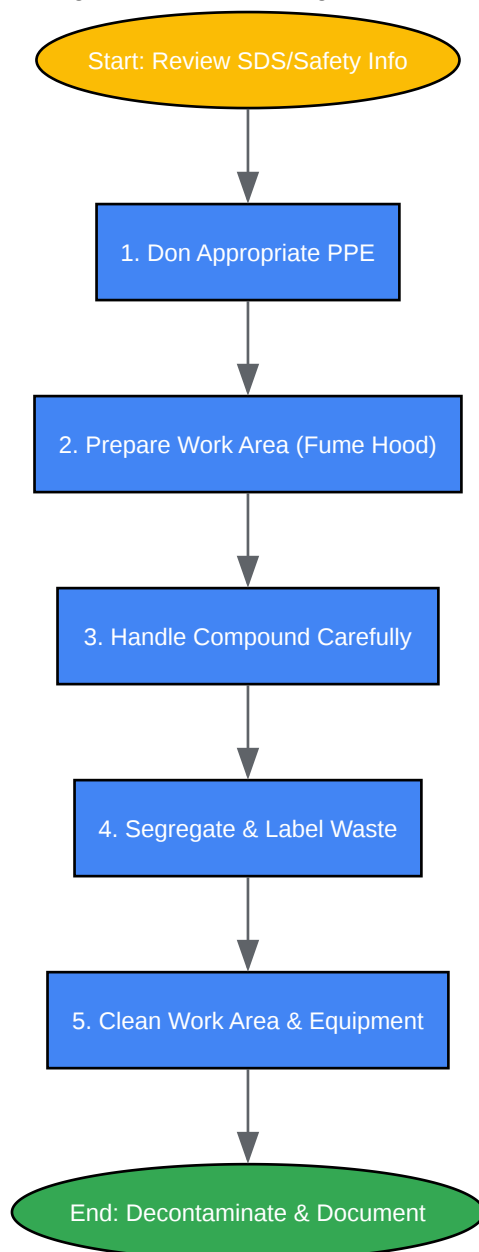 Start: Review SDS/Safety Info
1. Don Appropriate PPE
2. Prepare Work Area (Fume Hood)
3. Handle Compound Carefully
4. Segregate & Label Waste
5. Clean Work Area & Equipment
End: Decontaminate & Document